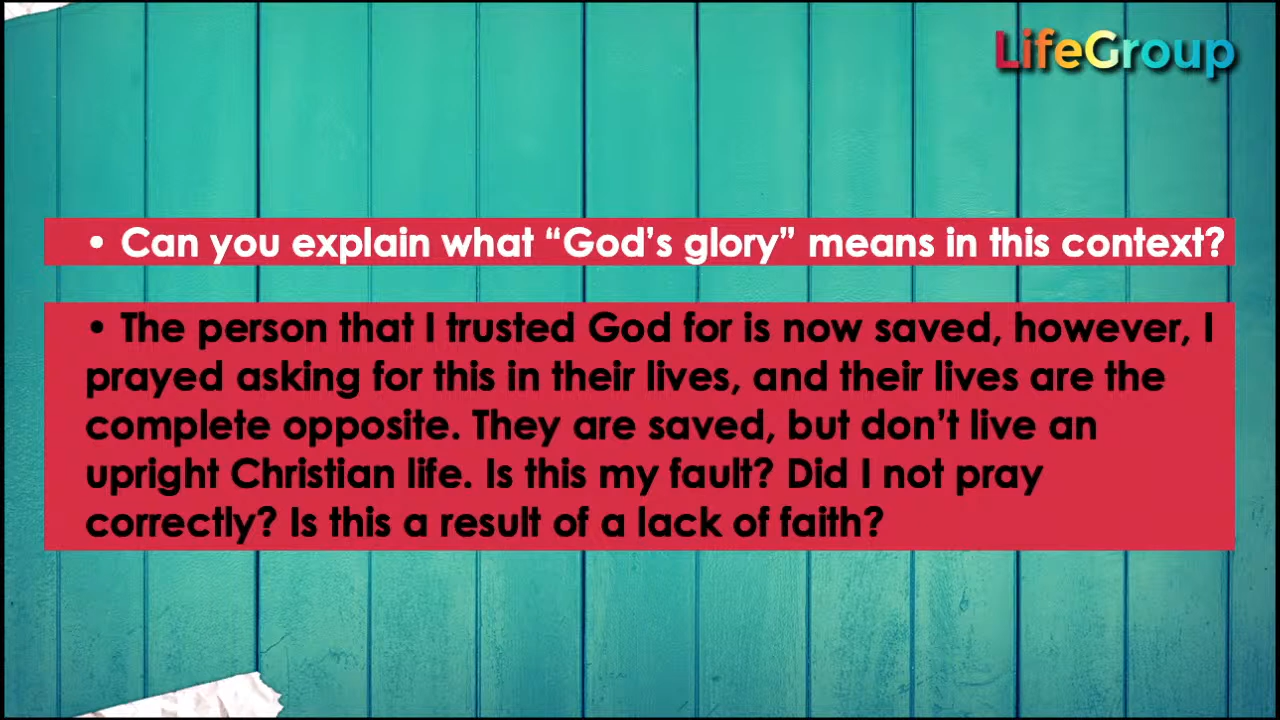 LifeGroup
• Can you explain what “God’s glory” means in this context?
• The person that I trusted God for is now saved, however, I
prayed asking for this in their lives, and their lives are the
complete opposite. They are saved, but don’t live an
upright Christian life. Is this my fault? Did I not pray
correctly? Is this a result of a lack of faith?